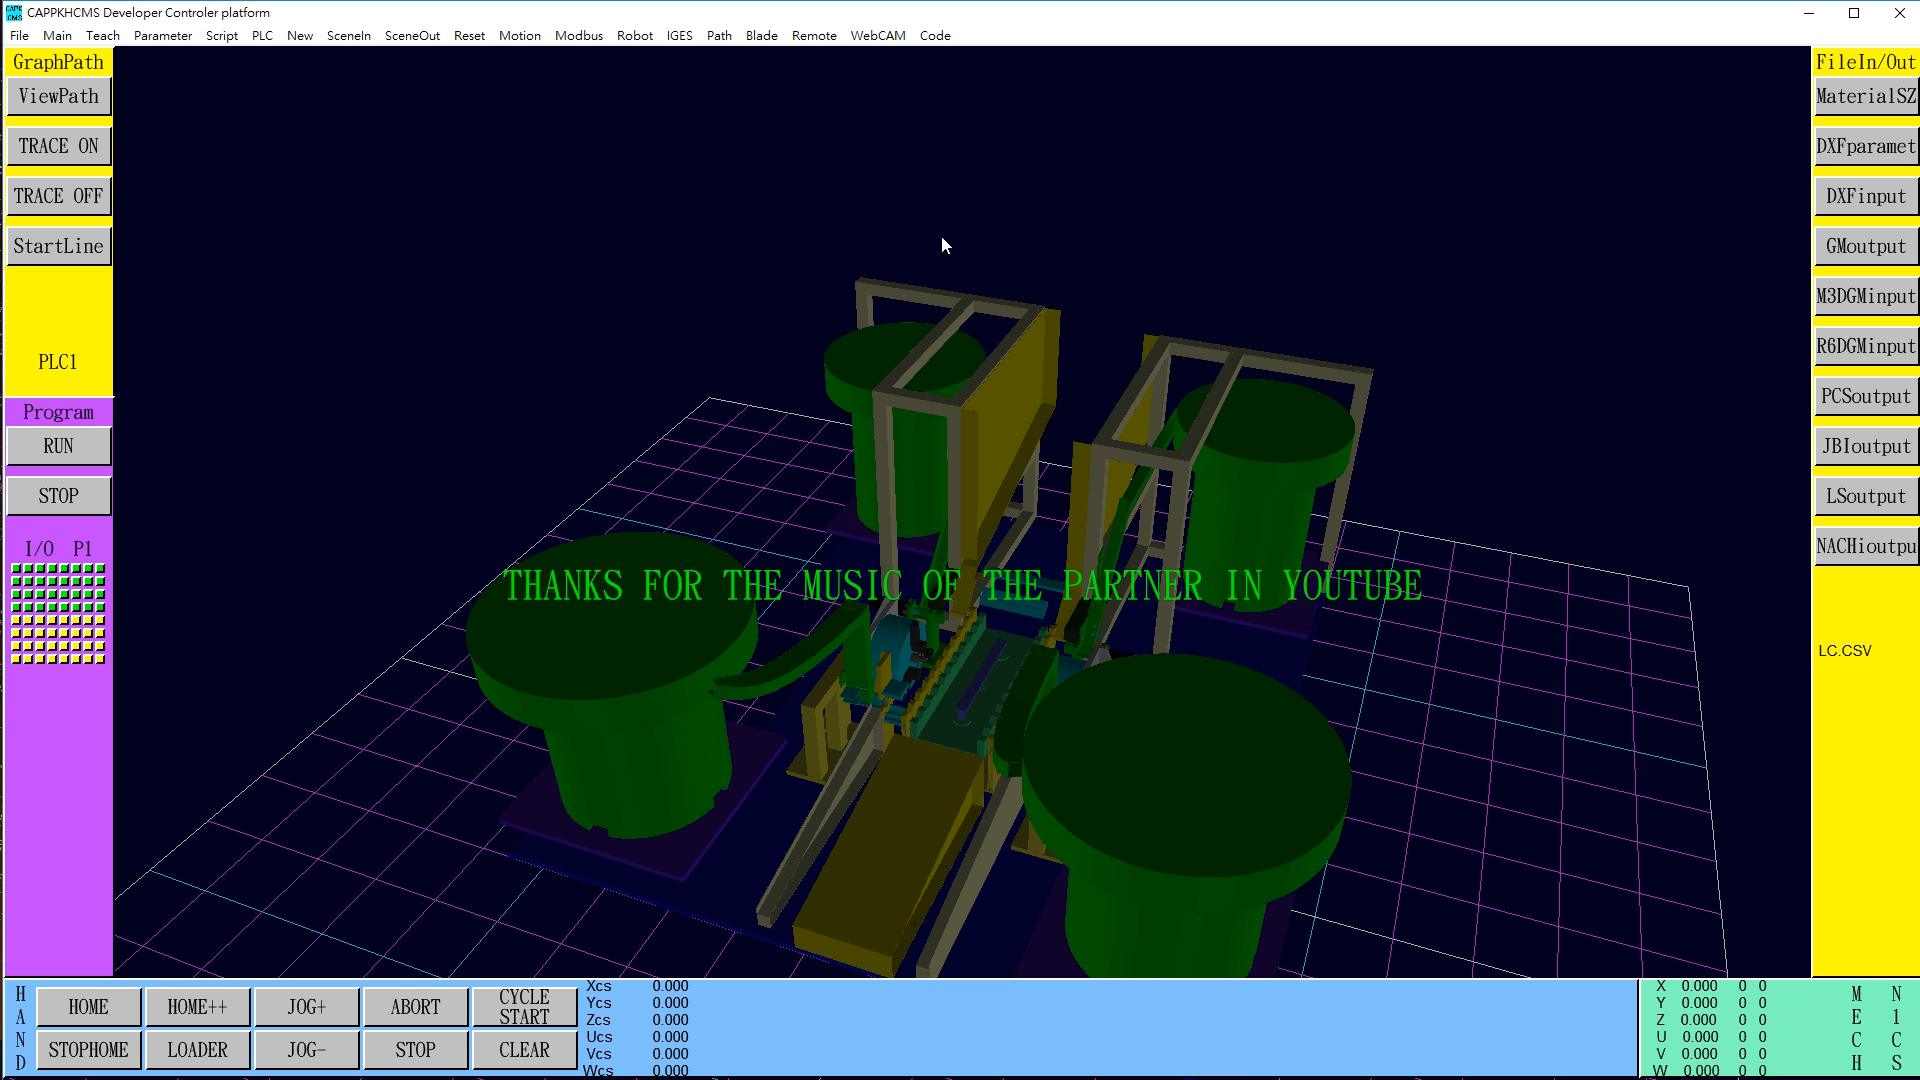 CAPPKHCMS Developer Controler platform
File Main Teach Parameter Script PLC New SceneIn SceneOut Reset Motion Modbus Robot IGES Path Blade Remote WebCAM Code
GraphPath
ViewPath
TRACE ON
TRACE OFF
StartLine
PLC1
Program
RUN
STOP
I/O P1
THANKS FOR THE MUSIC OF THE PARTNER IN YOUTUBE
FileIn/Out
MaterialSZ
DXFparamet
DXFinput
GMoutput
M3DGMinput
R6DGMinput
PCSoutput
JBIoutput
LSoutput
NACHioutpu
LC.CSV
HAND
HOME HOME++ JOG+ ABORT CYCLE START
STOPHOME LOADER JOG- STOP CLEAR
Xcs 0.000
Ycs 0.000
Zcs 0.000
Ucs 0.000
Vcs 0.000
Wcs 0.000
X 0.000 0 0
Y 0.000 0 0
Z 0.000 0 0
U 0.000 0 0
V 0.000 0 0
W 0.000 0 0
MECH
N1CS